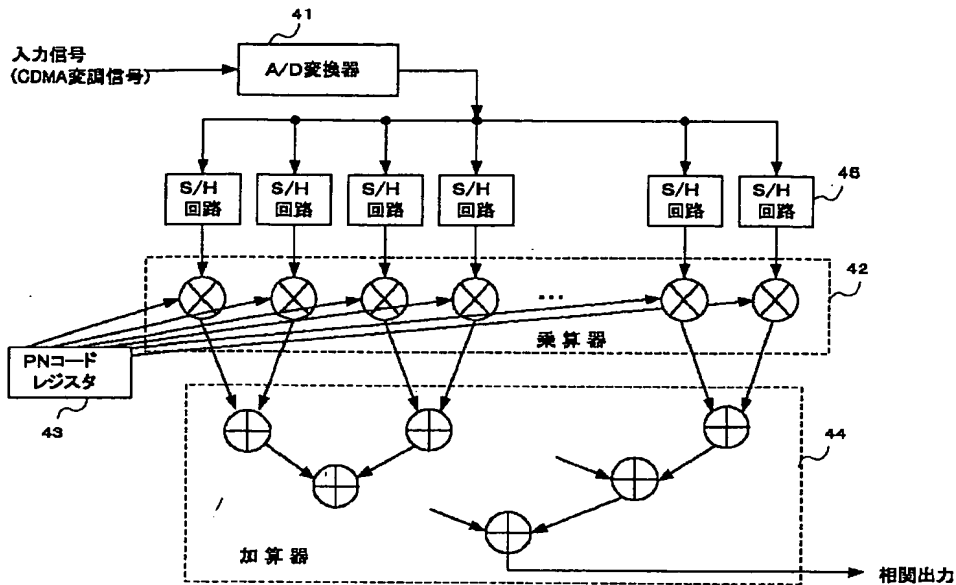 41
入力信号
(CDMA変調信号)
A/D変換器
S/H
回路
S/H
回路
S/H
回路
S/H
回路
S/H
回路
S/H
回路
45
42
...
乗算器
PNコード
レジスタ
43
44
加算器
相関出力